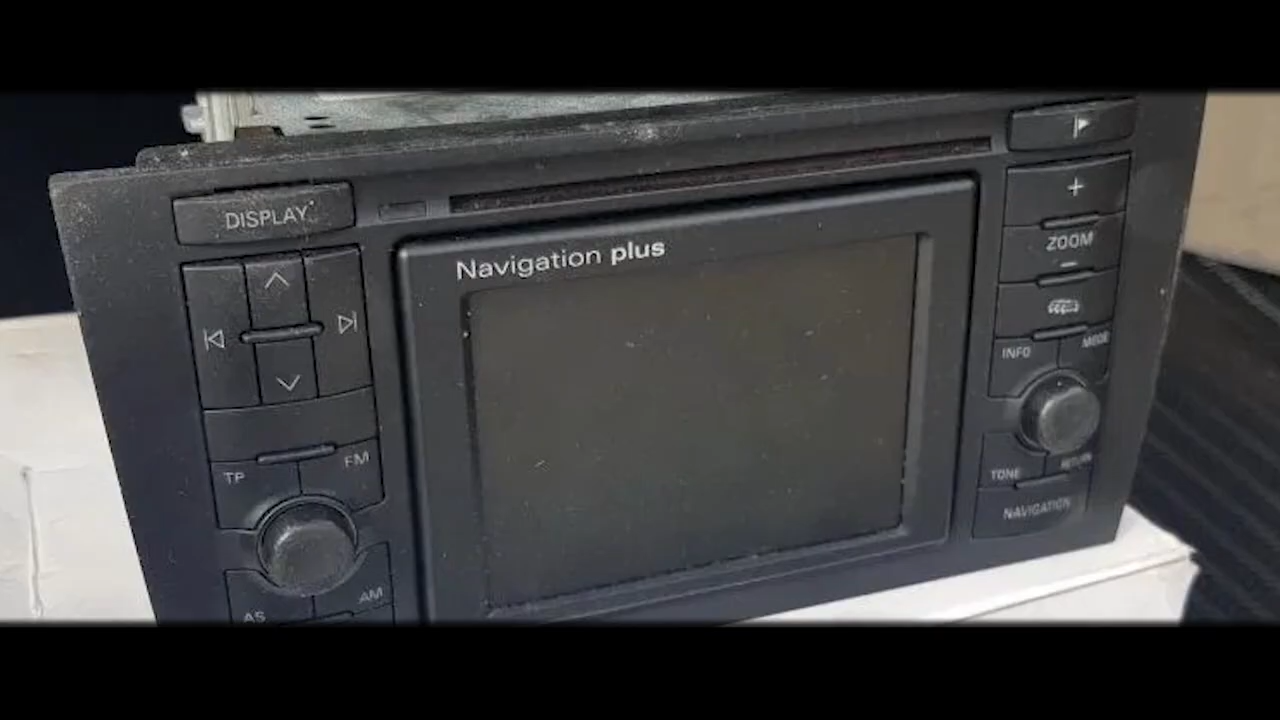 DISPLAY
Navigation plus
+
ZOOM
−
INFO
MODE
TP
FM
TONE
RETURN
NAVIGATION
AS
AM